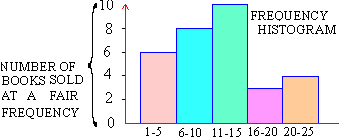 10
8
6
4
2
0
FREQUENCY
HISTOGRAM
NUMBER OF
BOOKS SOLD
AT A FAIR
FREQUENCY
1-5 6-10 11-15 16-20 20-25